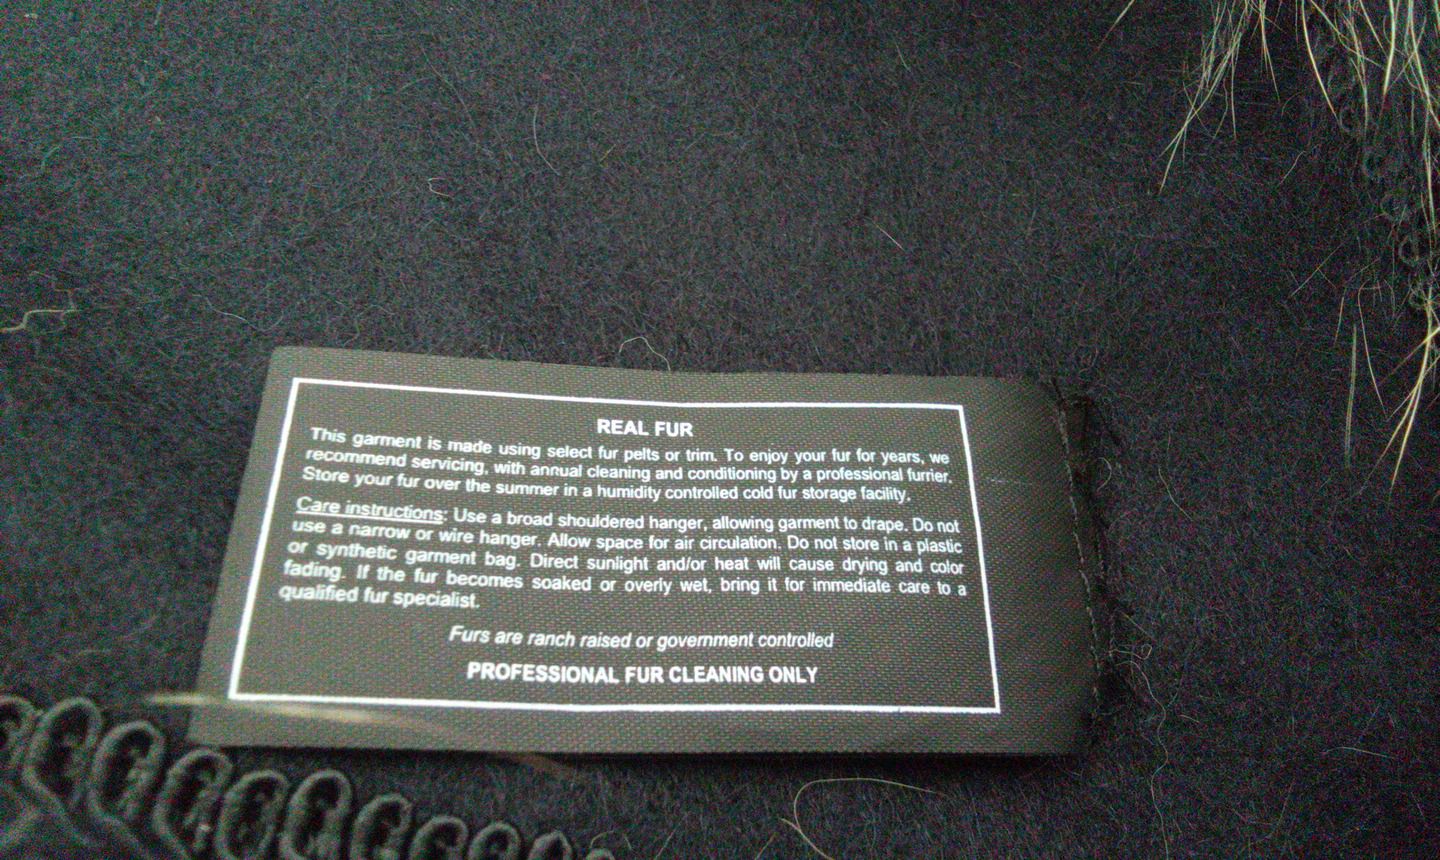 REAL FUR
This garment is made using select fur pelts or trim. To enjoy your fur for years, we
recommend servicing, with annual cleaning and conditioning by a professional furrier.
Store your fur over the summer in a humidity controlled cold fur storage facility.
Care instructions: Use a broad shouldered hanger, allowing garment to drape. Do not
use a narrow or wire hanger. Allow space for air circulation. Do not store in a plastic
or synthetic garment bag. Direct sunlight and/or heat will cause drying and color
fading. If the fur becomes soaked or overly wet, bring it for immediate care to a
qualified fur specialist.
Furs are ranch raised or government controlled
PROFESSIONAL FUR CLEANING ONLY